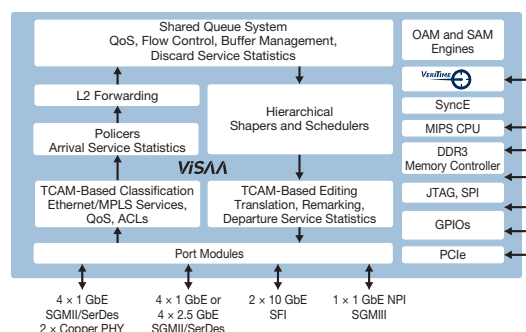 Shared Queue System
QoS, Flow Control, Buffer Management,
Discard Service Statistics
L2 Forwarding
Policers
Arrival Service Statistics
Hierarchical
Shapers and Schedulers
ViSAA
TCAM-Based Classification
Ethernet/MPLS Services,
QoS, ACLs
TCAM-Based Editing
Translation, Remarking,
Departure Service Statistics
Port Modules
OAM and SAM
Engines
VERITIME
SyncE
MIPS CPU
DDR3
Memory Controller
JTAG, SPI
GPIOs
PCIe
4 × 1 GbE
SGMII/SerDes
2 × Copper PHY
4 × 1 GbE or
4 × 2.5 GbE
SGMII/SerDes
2 × 10 GbE
SFI
1 × 1 GbE NPI
SGMIII